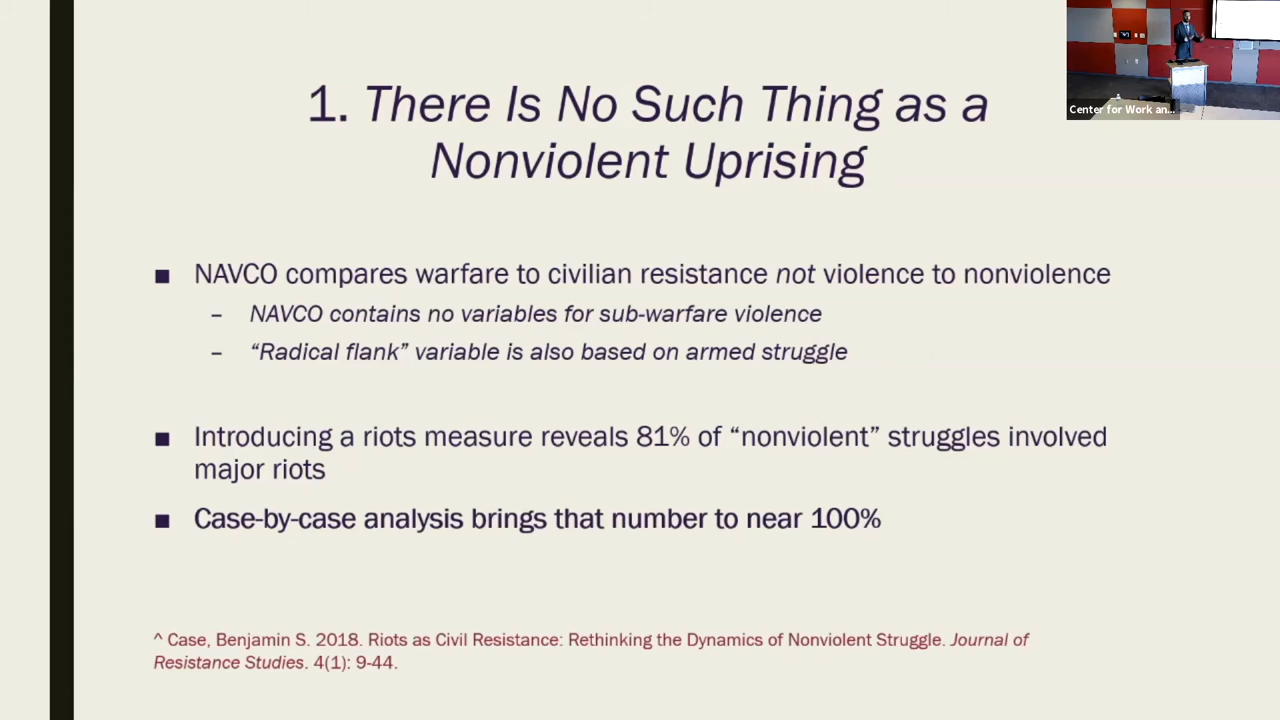 Center for Work an...
1. There Is No Such Thing as a
Nonviolent Uprising
■ NAVCO compares warfare to civilian resistance not violence to nonviolence
– NAVCO contains no variables for sub-warfare violence
– “Radical flank” variable is also based on armed struggle
■ Introducing a riots measure reveals 81% of “nonviolent” struggles involved
major riots
■ Case-by-case analysis brings that number to near 100%
^ Case, Benjamin S. 2018. Riots as Civil Resistance: Rethinking the Dynamics of Nonviolent Struggle. Journal of
Resistance Studies. 4(1): 9-44.